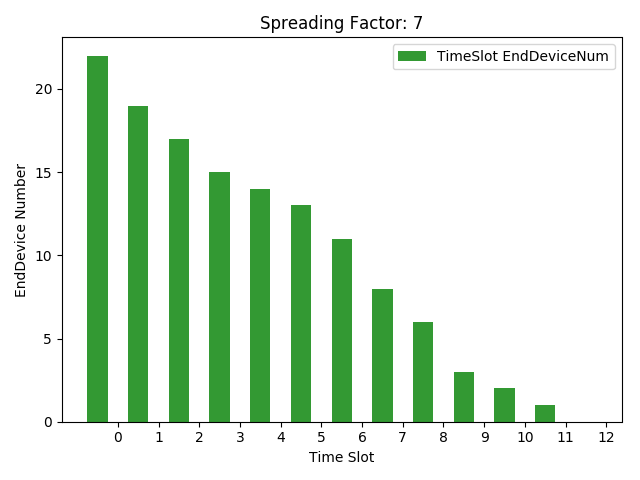 Spreading Factor: 7
TimeSlot EndDeviceNum
EndDevice Number
20
15
10
5
0
0 1 2 3 4 5 6 7 8 9 10 11 12
Time Slot